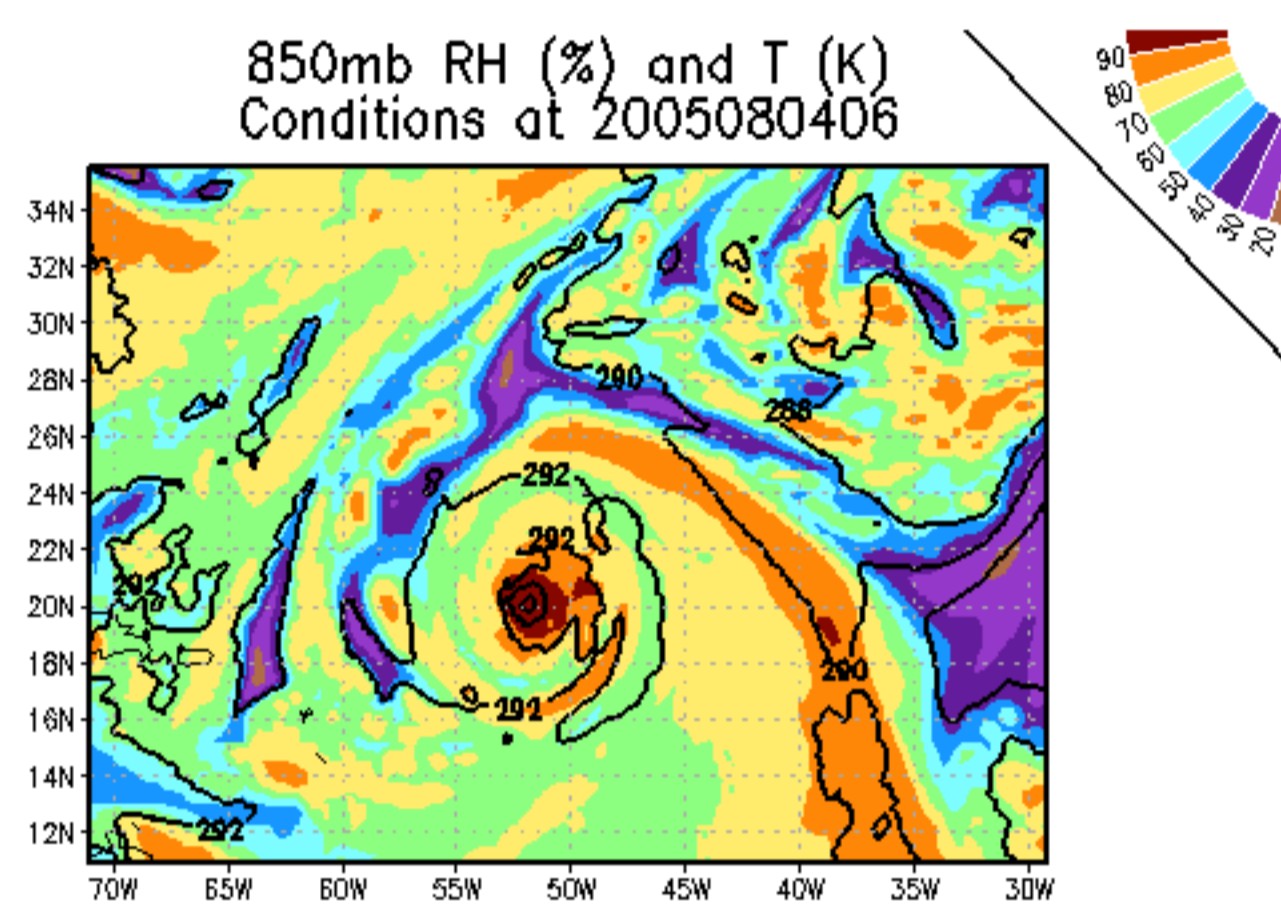 850mb RH (%) and T (K)
Conditions at 2005080406
90
80
70
60
50
40
30
20
34N
32N
30N
28N
26N
24N
22N
20N
18N
16N
14N
12N
290
288
292
292
292
290
292
292
70W 65W 60W 55W 50W 45W 40W 35W 30W